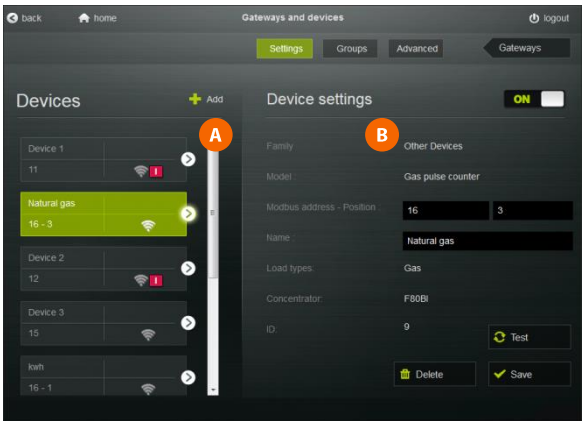 back home Gateways and devices logout
Settings Groups Advanced Gateways
Devices Add
A
Device 1
11 I
Natural gas
16 - 3
Device 2
12 I
Device 3
15
kwh
16 - 1
Device settings ON
B
Family Other Devices
Model : Gas pulse counter
Modbus address - Position : 16 3
Name : Natural gas
Load types: Gas
Concentrator: F80BI
ID: 9
Test
Delete Save